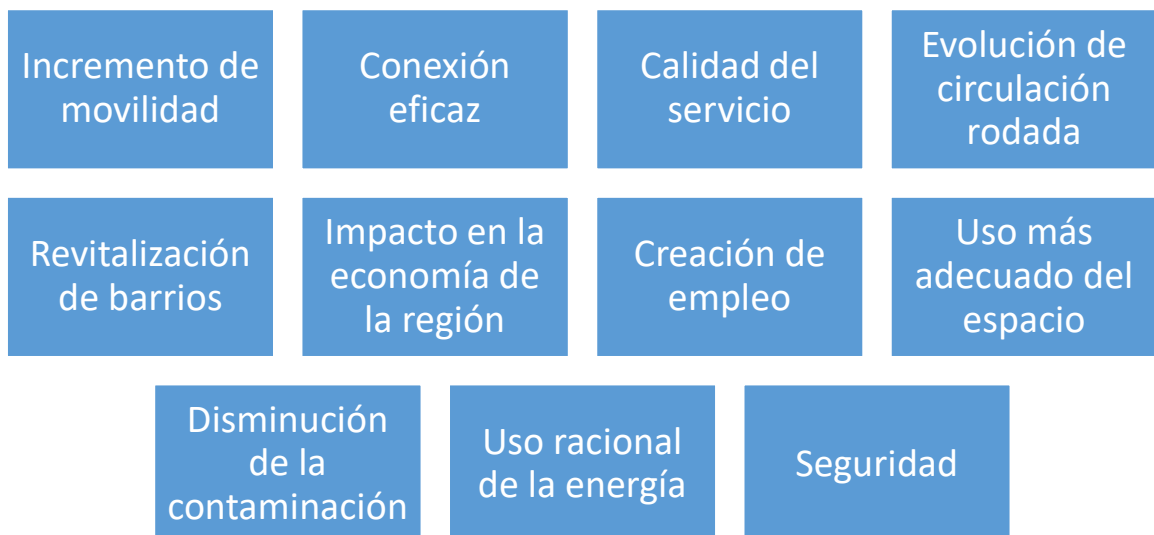 Incremento de
movilidad
Conexión
eficaz
Calidad del
servicio
Evolución de
circulación
rodada
Revitalización
de barrios
Impacto en la
economía de
la región
Creación de
empleo
Uso más
adecuado del
espacio
Disminución
de la
contaminación
Uso racional
de la energía
Seguridad